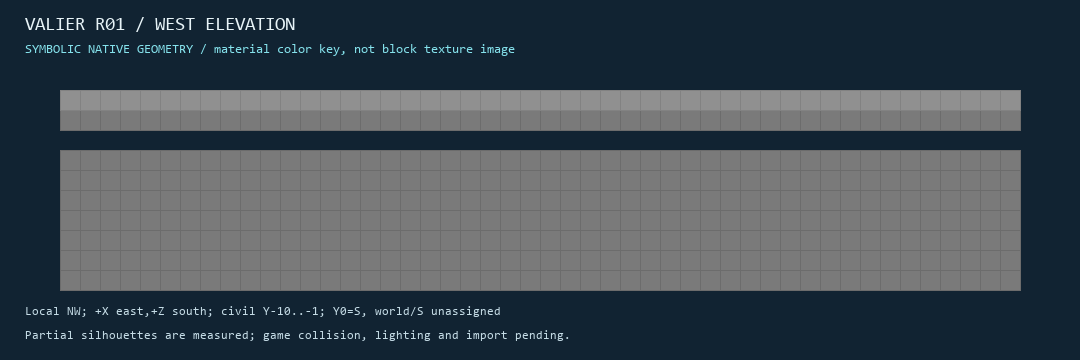 VALIER R01 / WEST ELEVATION
SYMBOLIC NATIVE GEOMETRY / material color key, not block texture image
Local NW; +X east,+Z south; civil Y-10..-1; Y0=S, world/S unassigned
Partial silhouettes are measured; game collision, lighting and import pending.